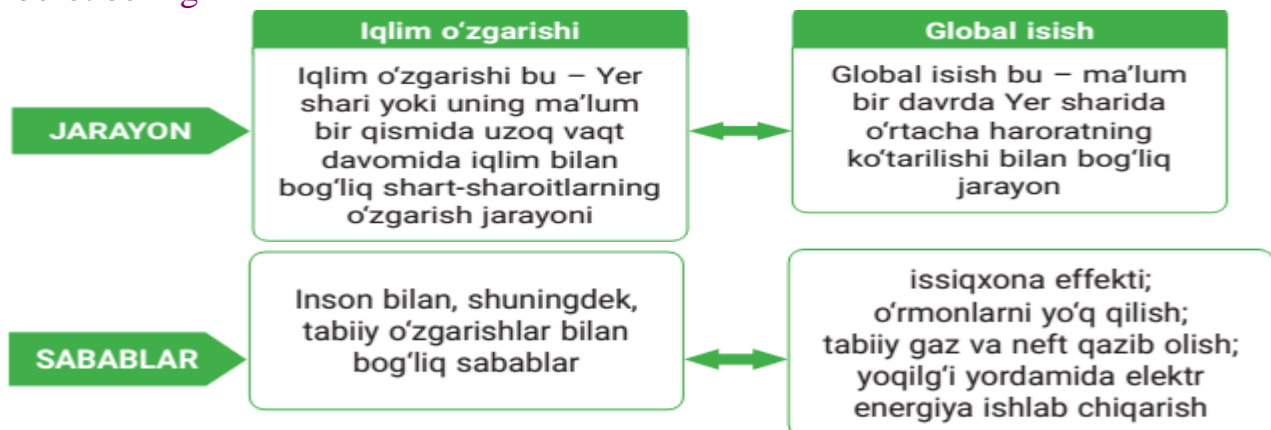 Iqlim o‘zgarishi
Global isish
JARAYON
Iqlim o‘zgarishi bu – Yer
shari yoki uning ma’lum
bir qismida uzoq vaqt
davomida iqlim bilan
bog‘liq shart-sharoitlarning
o‘zgarish jarayoni
Global isish bu – ma’lum
bir davrda Yer sharida
o‘rtacha haroratning
ko‘tarilishi bilan bog‘liq
jarayon
SABABLAR
Inson bilan, shuningdek,
tabiiy o‘zgarishlar bilan
bog‘liq sabablar
issiqxona effekti;
o‘rmonlarni yo‘q qilish;
tabiiy gaz va neft qazib olish;
yoqilg‘i yordamida elektr
energiya ishlab chiqarish